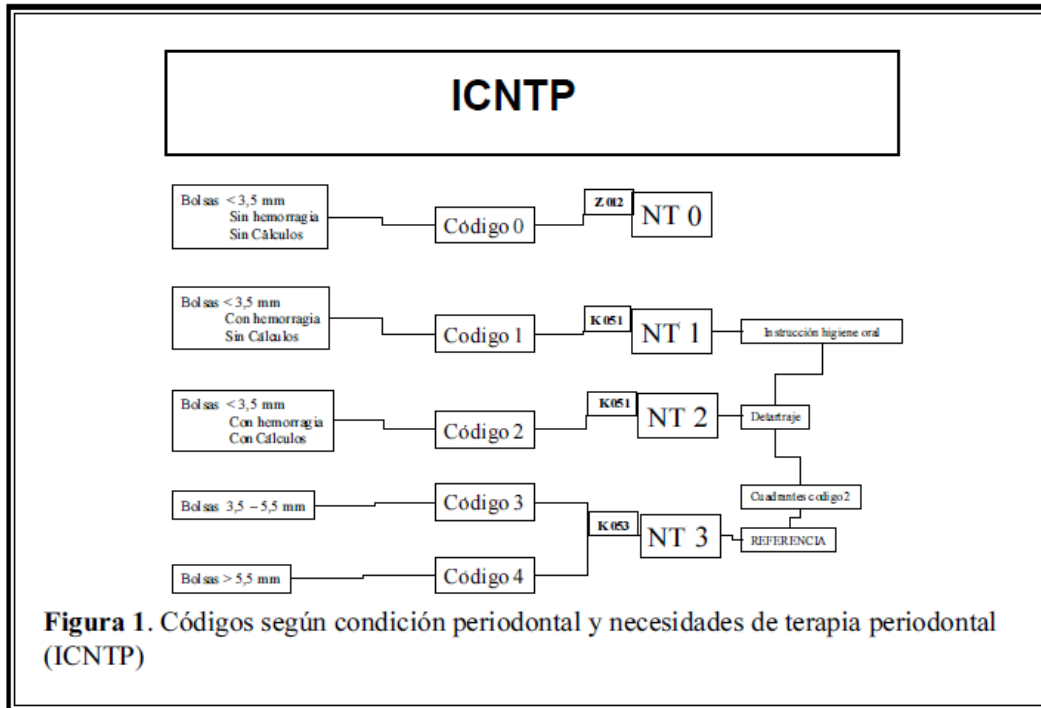 ICNTP
Bolsas < 3,5 mm
Sin hemorragia
Sin Cálculos
Código 0
Z 012
NT 0
Bolsas < 3,5 mm
Con hemorragia
Sin Cálculos
Codigo 1
K 051
NT 1
Instrucción higiene oral
Bolsas < 3,5 mm
Con hemorragia
Con Cálculos
Código 2
K051
NT 2
Detartraje
Bolsas 3,5 – 5,5 mm
Código 3
Cuadrantes codigo 2
K 053
NT 3
REFERENCIA
Bolsas > 5,5 mm
Código 4
Figura 1. Códigos según condición periodontal y necesidades de terapia periodontal
(ICNTP)